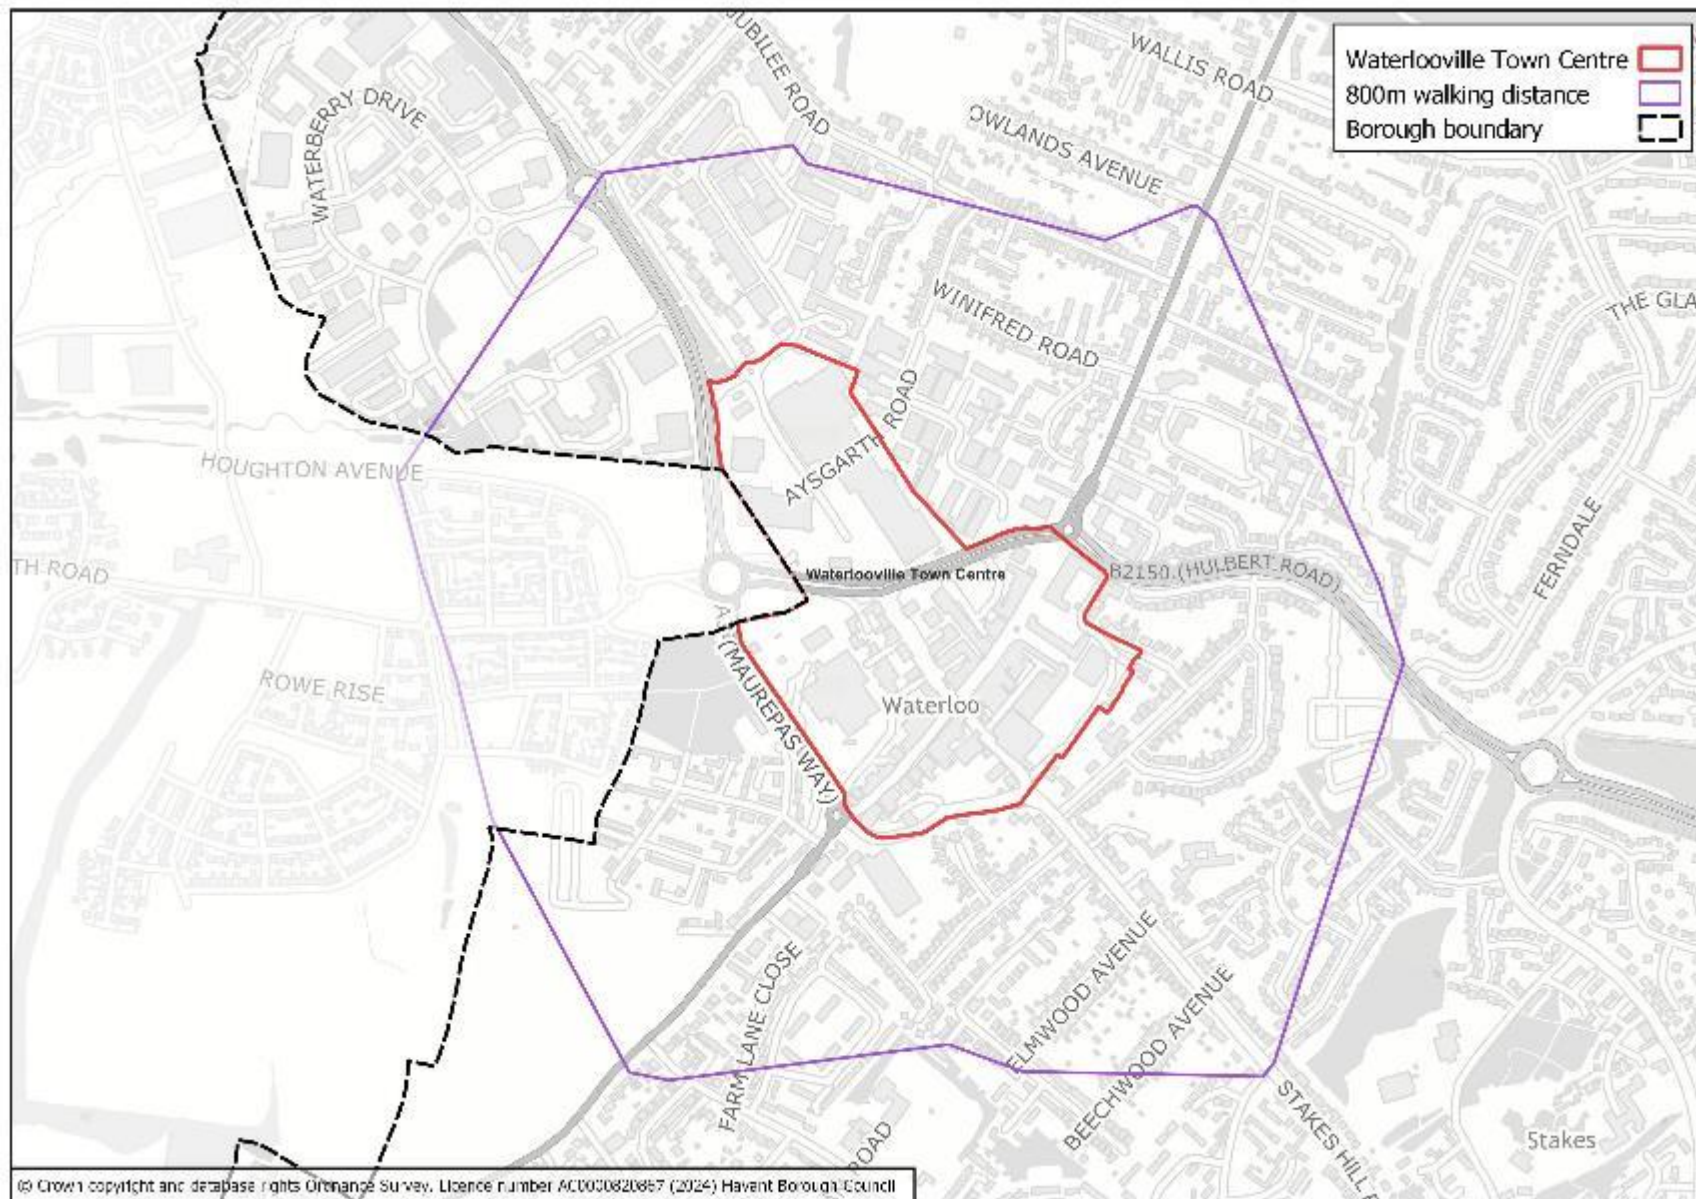 Waterlooville Town Centre
800m walking distance
Borough boundary
JUBILEE ROAD
WALLIS ROAD
OWLANDS AVENUE
WATERBERRY DRIVE
WINIFRED ROAD
THE GLA
AYSGARTH ROAD
HOUGHTON AVENUE
TH ROAD
Waterlooville Town Centre
B2150 (HULBERT ROAD)
FERNDALE
(MAUREPAS WAY)
ROWE RISE
Waterloo
FARM LANE CLOSE
ELMWOOD AVENUE
BEECHWOOD AVENUE
STAKES HILL
ROAD
Stakes
© Crown copyright and database rights Ordnance Survey. Licence number AC0000820867 (2024) Havant Borough Council